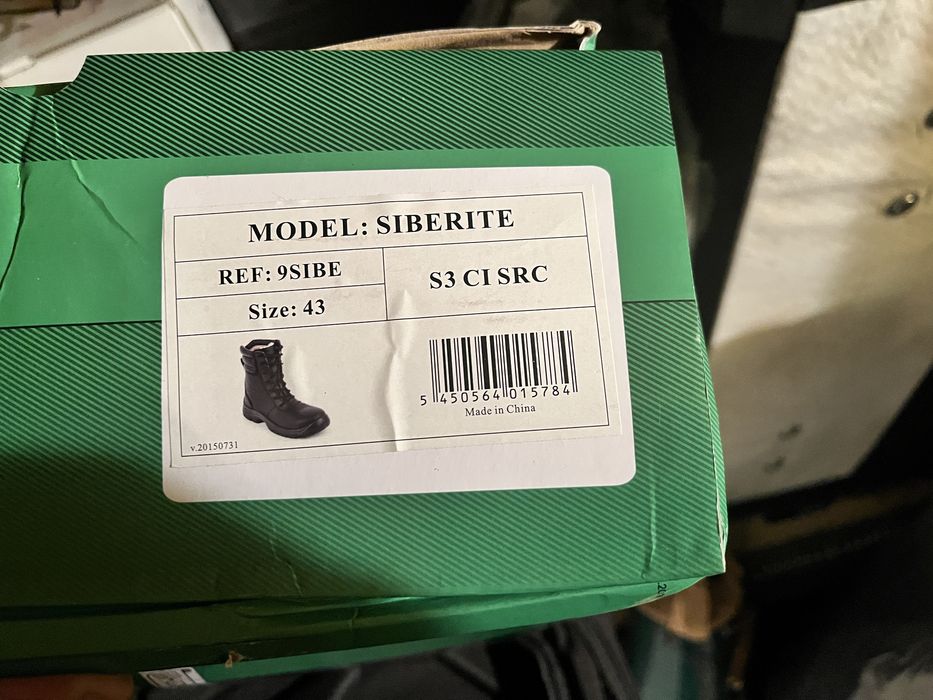 MODEL: SIBERITE
REF: 9SIBE
S3 CI SRC
Size: 43
5 450564 015784
Made in China
v.20150731